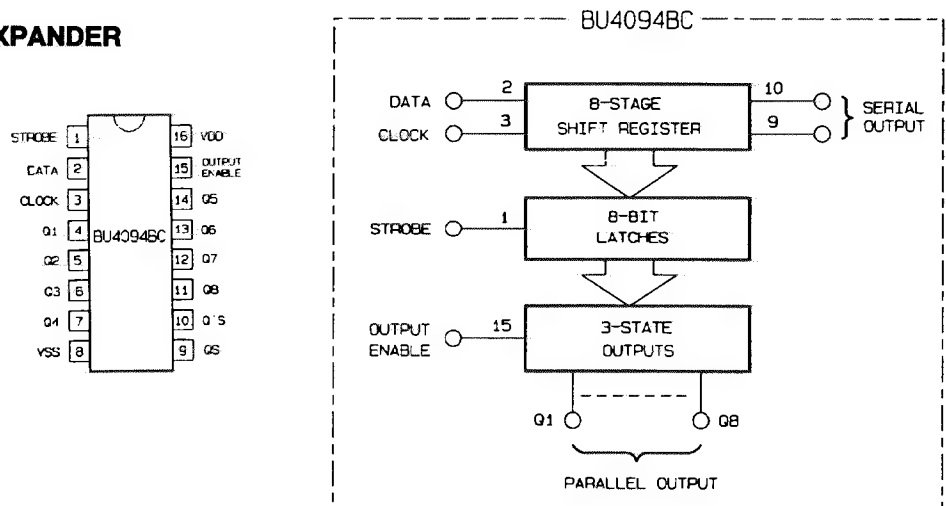 XPANDER
STROBE 1
DATA 2
CLOCK 3
Q1 4
Q2 5
Q3 6
Q4 7
VSS 8
BU4094BC
16 VDD
15 OUTPUT ENABLE
14 Q5
13 Q6
12 Q7
11 Q8
10 Q'S
9 QS
BU4094BC
DATA 2
CLOCK 3
8-STAGE
SHIFT REGISTER
10
9
SERIAL
OUTPUT
STROBE 1
8-BIT
LATCHES
OUTPUT
ENABLE
15
3-STATE
OUTPUTS
Q1 Q8
PARALLEL OUTPUT